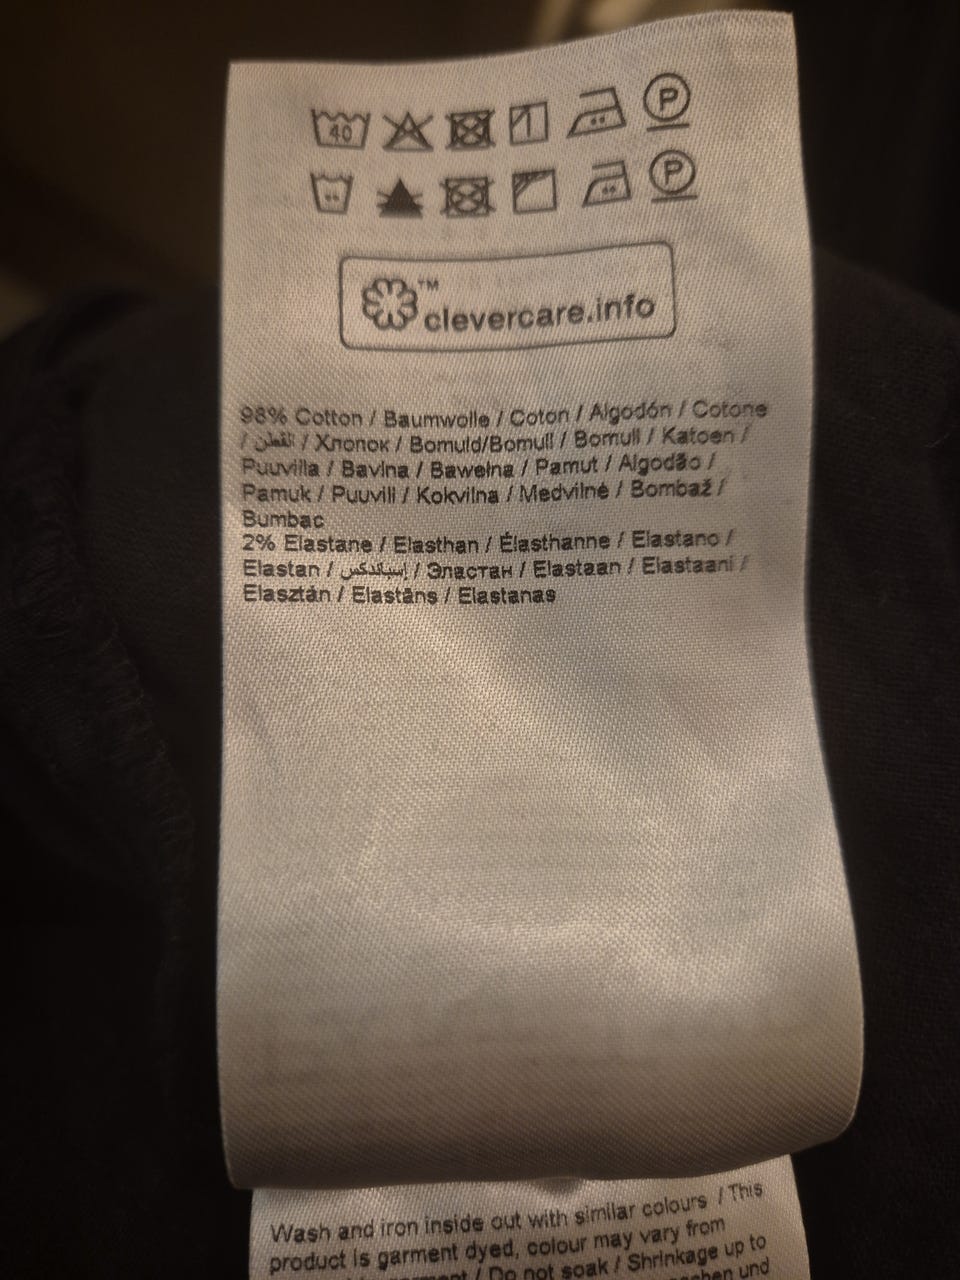 40
P
P
™
clevercare.info
98% Cotton / Baumwolle / Coton / Algodón / Cotone
/ القطن / Хлопок / Bomuld/Bomull / Bomull / Katoen /
Puuvilla / Bavlna / Bawełna / Pamut / Algodão /
Pamuk / Puuvill / Kokvilna / Medvilnė / Bombaž /
Bumbac
2% Elastane / Elasthan / Élasthanne / Elastano /
Elastan / إسباندكس / Эластан / Elastaan / Elastaani /
Elasztán / Elastāns / Elastanas
Wash and iron inside out with similar colours / This
product is garment dyed, colour may vary from
/ Do not soak / Shrinkage up to
und